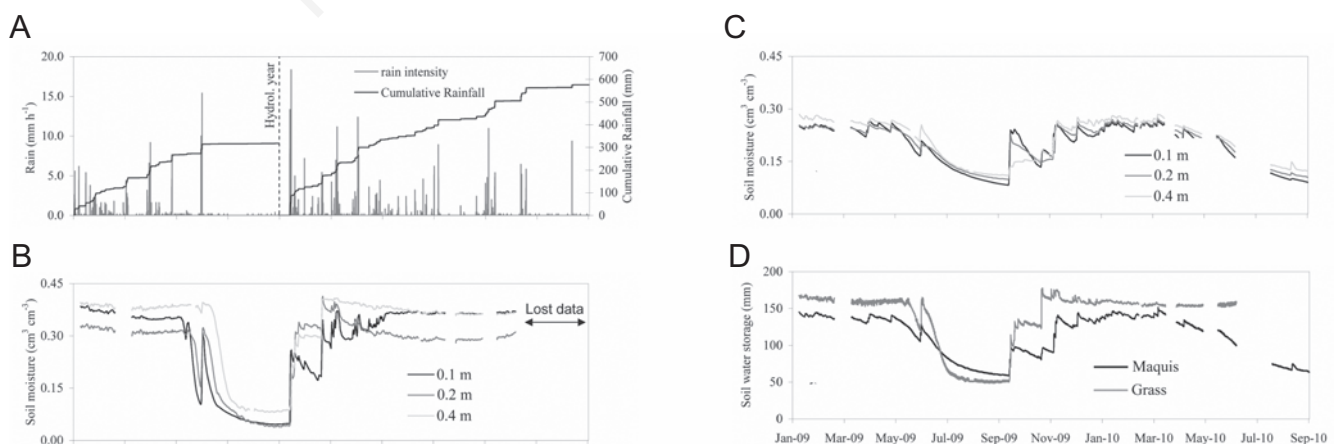 A
20.0
15.0
10.0
5.0
0.0
Rain (mm h⁻¹)
Hydrol. year
rain intensity
Cumulative Rainfall
700
600
500
400
300
200
100
0
Cumulative Rainfall (mm)
B
0.45
0.30
0.15
0.00
Soil moisture (cm³ cm⁻³)
Lost data
0.1 m
0.2 m
0.4 m
C
0.45
0.30
0.15
0.00
Soil moisture (cm³ cm⁻³)
0.1 m
0.2 m
0.4 m
D
200
150
100
50
0
Soil water storage (mm)
Maquis
Grass
Jan-09 Mar-09 May-09 Jul-09 Sep-09 Nov-09 Jan-10 Mar-10 May-10 Jul-10 Sep-10